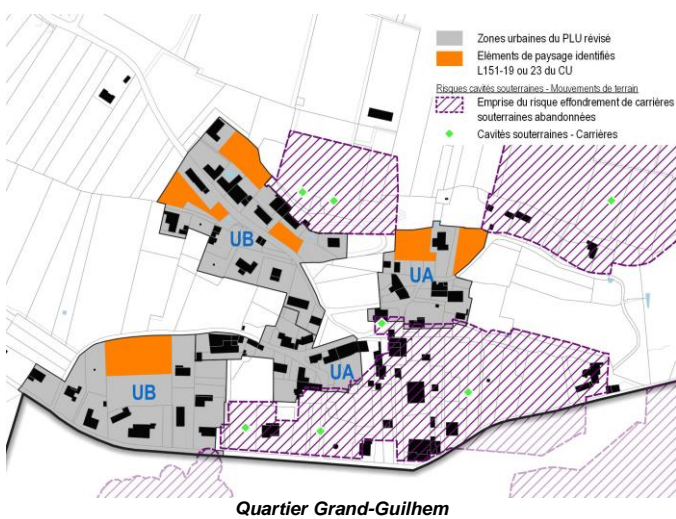 Zones urbaines du PLU révisé
Eléments de paysage identifiés
L151-19 ou 23 du CU
Risques cavités souterraines - Mouvements de terrain
Emprise du risque effondrement de carrières
souterraines abandonnées
Cavités souterraines - Carrières
UB
UA
UA
UB
Quartier Grand-Guilhem